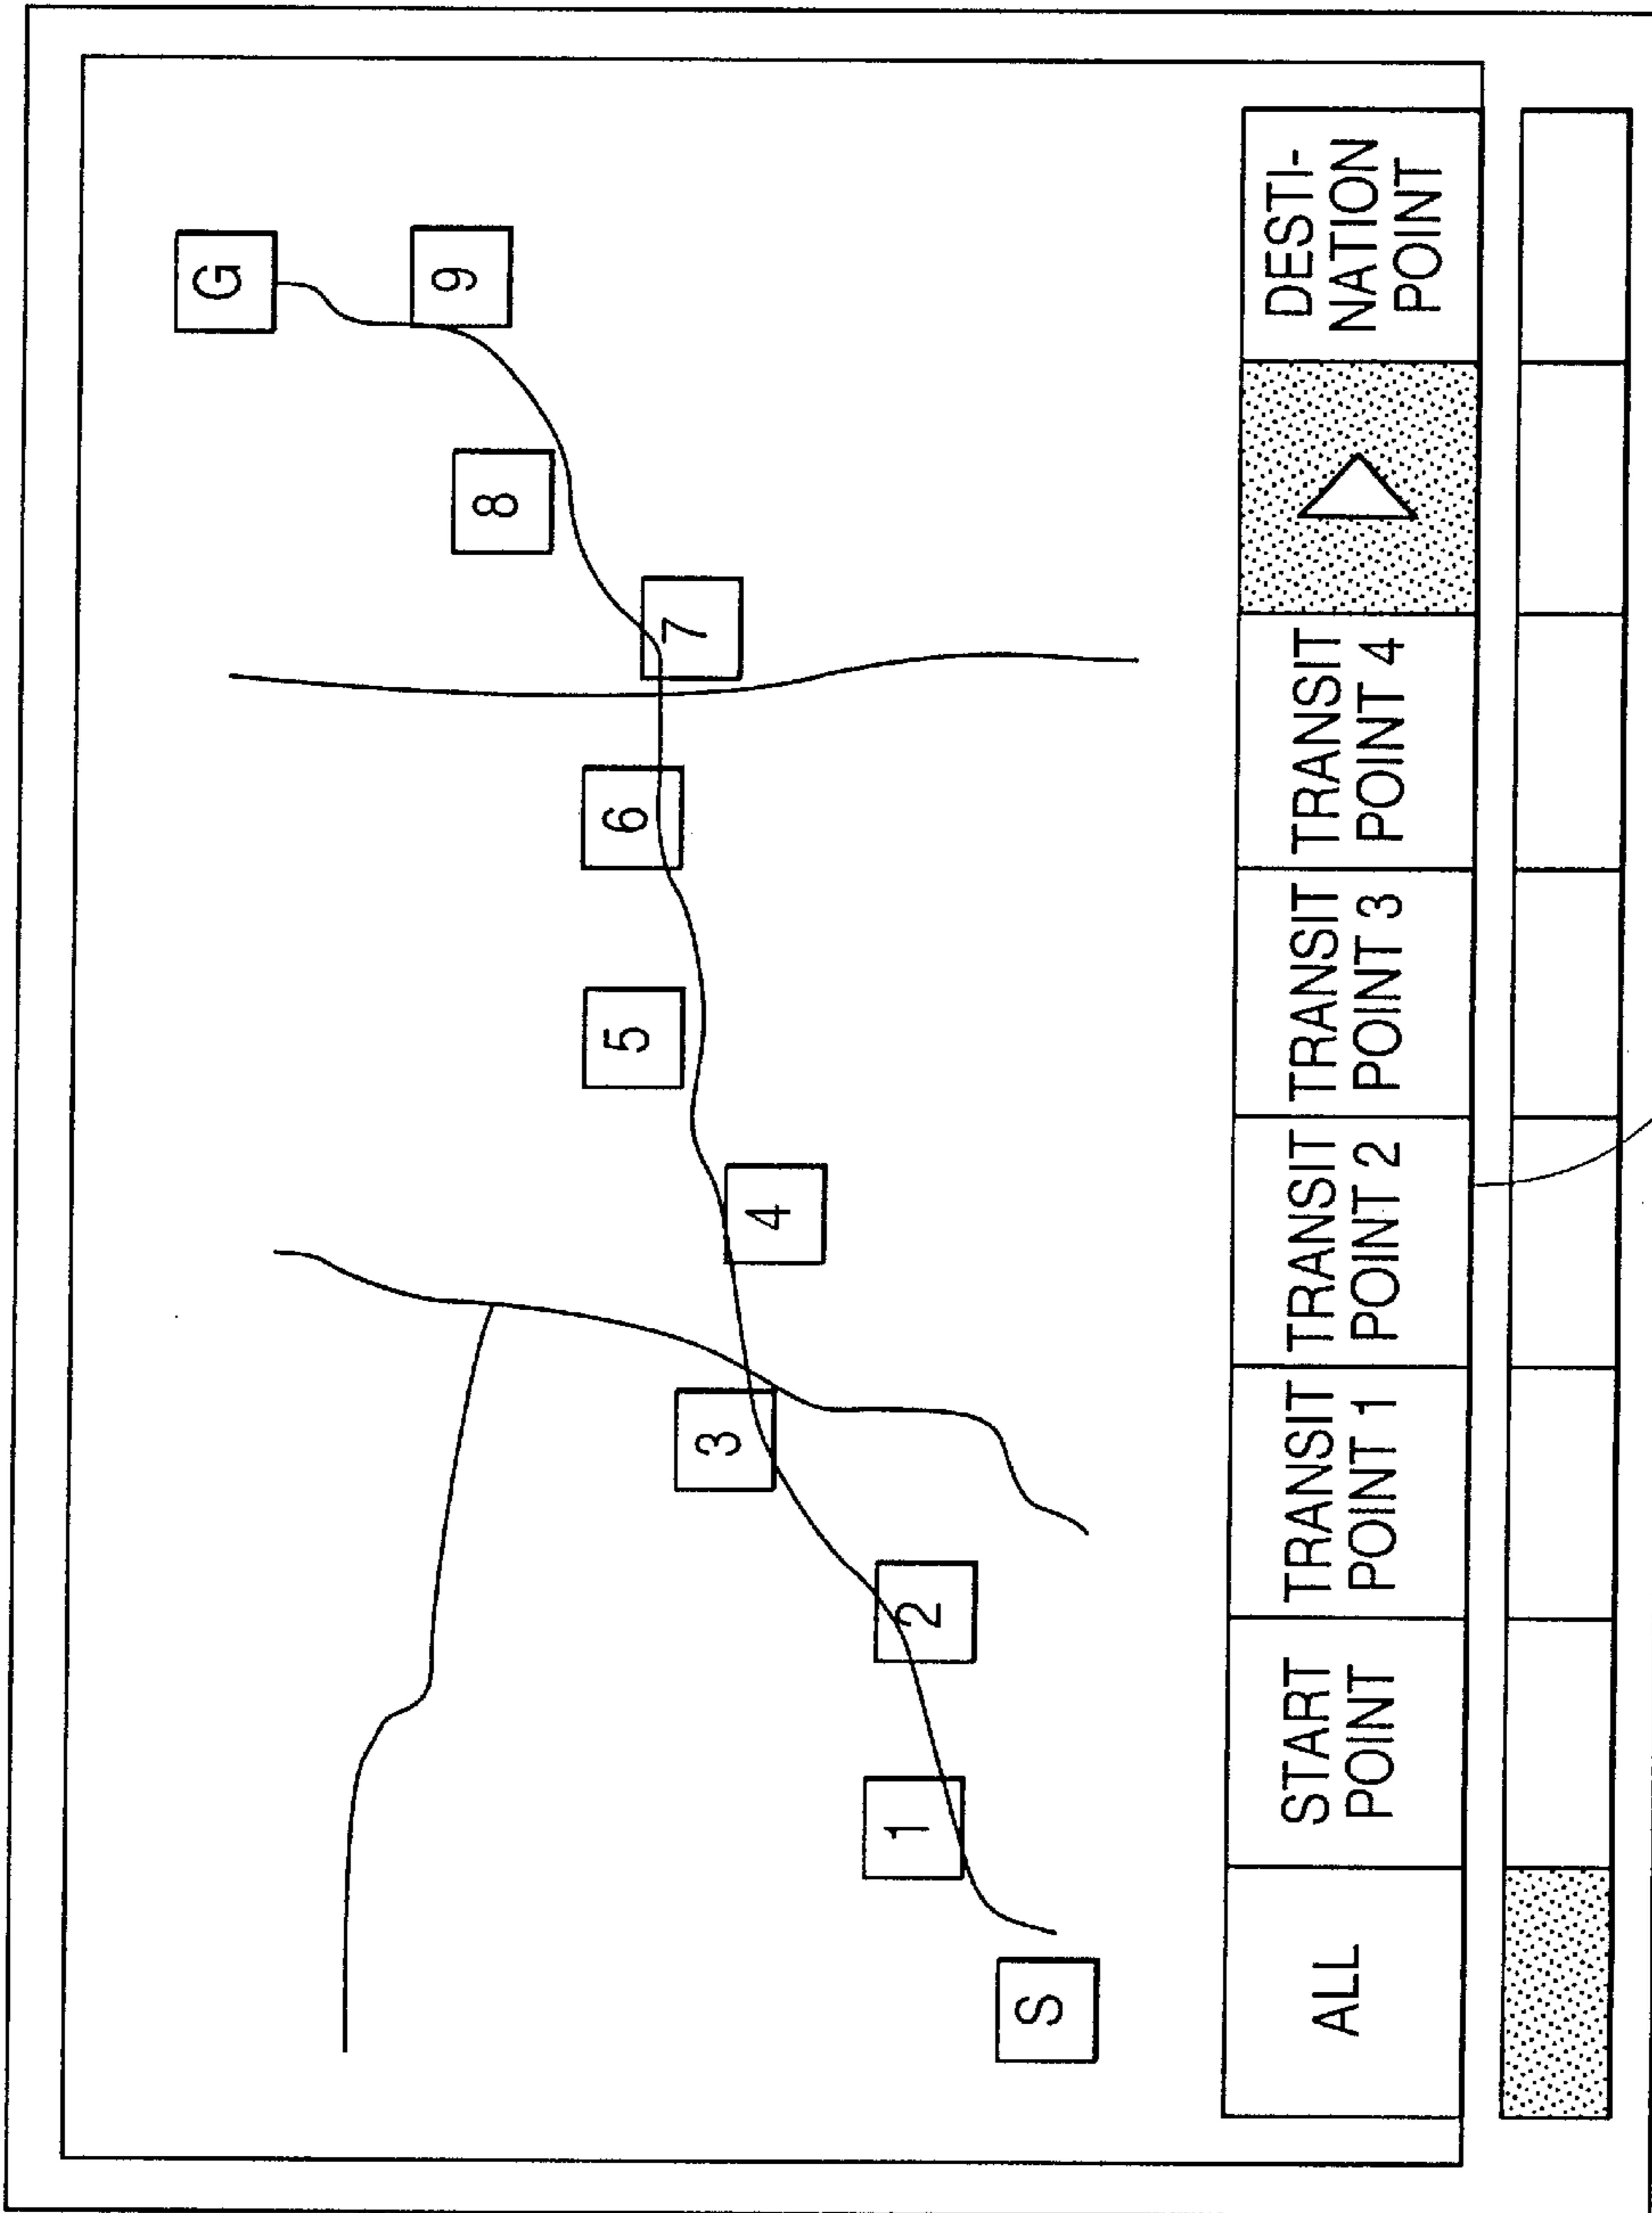 G
9
8
7
6
5
4
3
2
1
S
ALL
START
POINT
TRANSIT
POINT 1
TRANSIT
POINT 2
TRANSIT
POINT 3
TRANSIT
POINT 4
DESTI-
NATION
POINT